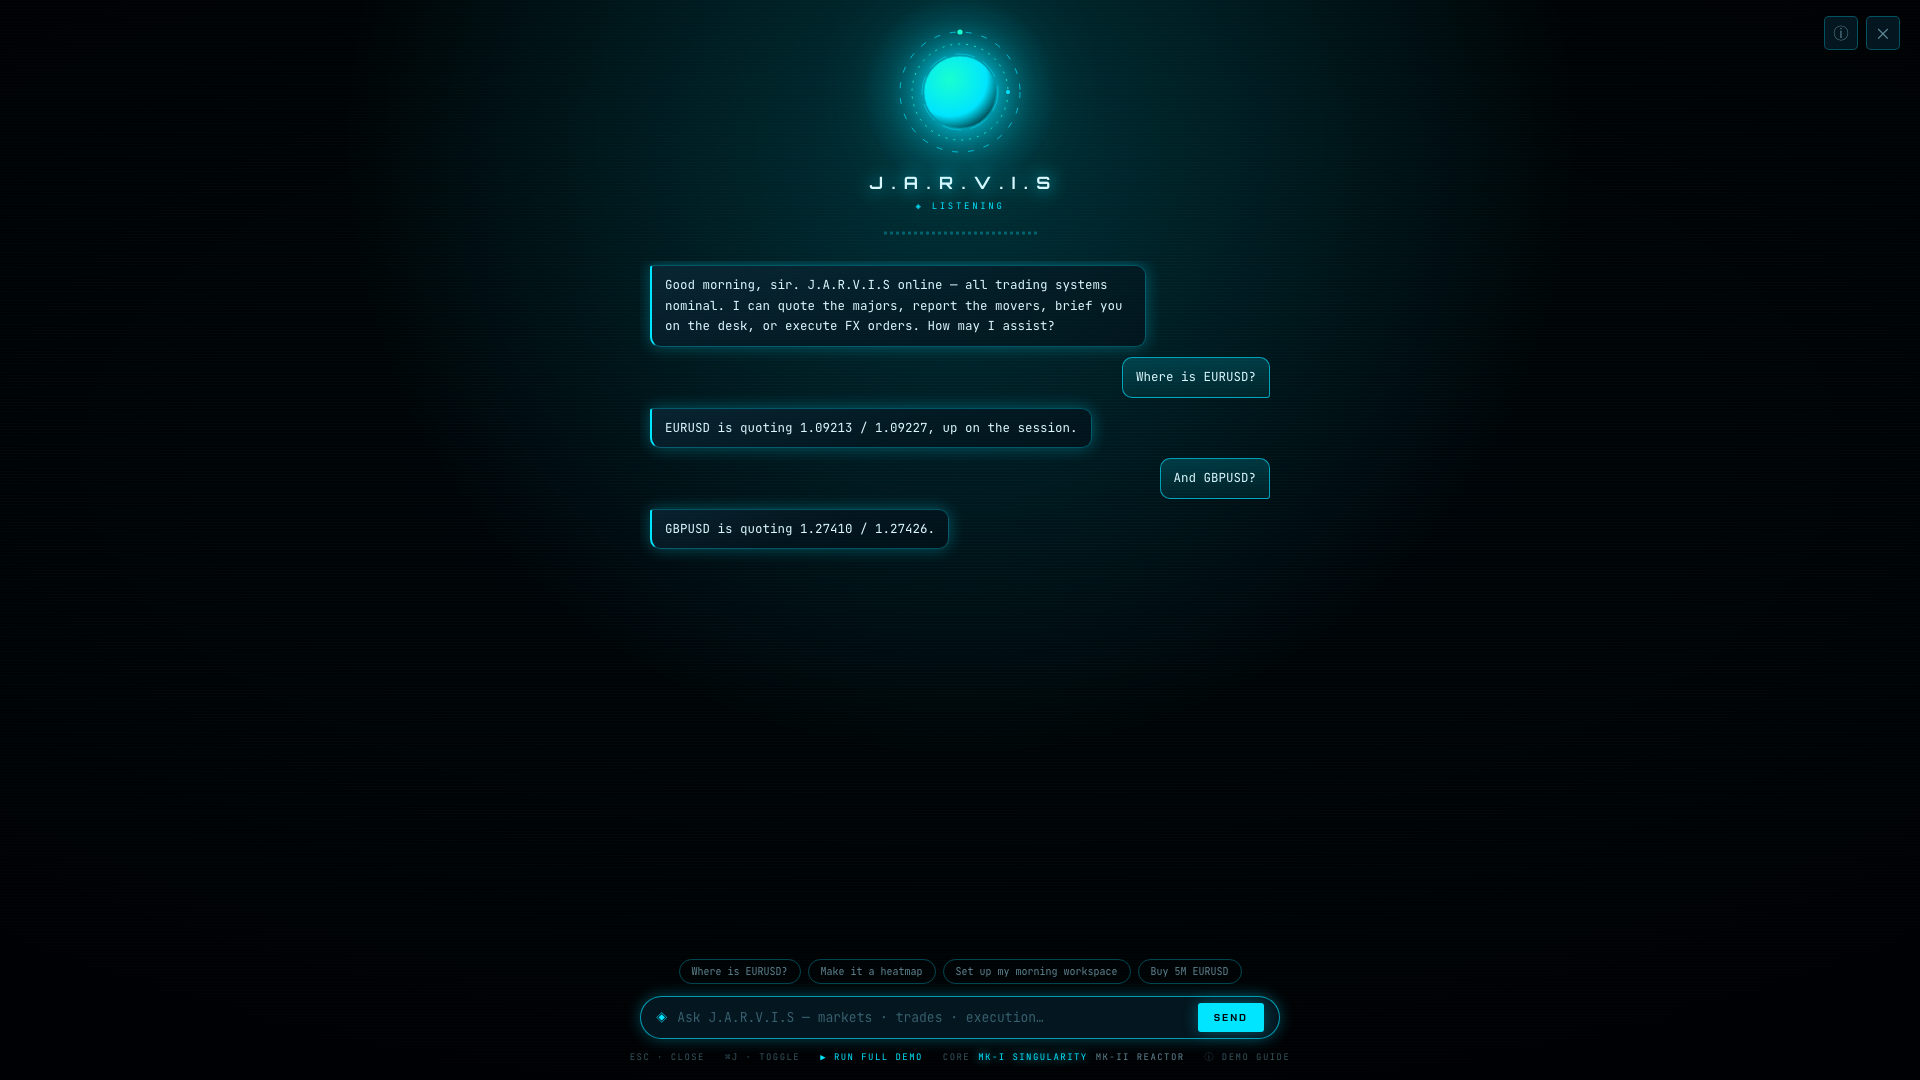 ⓘ ×
J.A.R.V.I.S
◈ LISTENING
Good morning, sir. J.A.R.V.I.S online — all trading systems
nominal. I can quote the majors, report the movers, brief you
on the desk, or execute FX orders. How may I assist?
Where is EURUSD?
EURUSD is quoting 1.09213 / 1.09227, up on the session.
And GBPUSD?
GBPUSD is quoting 1.27410 / 1.27426.
Where is EURUSD? Make it a heatmap Set up my morning workspace Buy 5M EURUSD
◈ Ask J.A.R.V.I.S — markets · trades · execution… SEND
ESC · CLOSE ⌘J · TOGGLE ▶ RUN FULL DEMO CORE MK-I SINGULARITY MK-II REACTOR ⓘ DEMO GUIDE